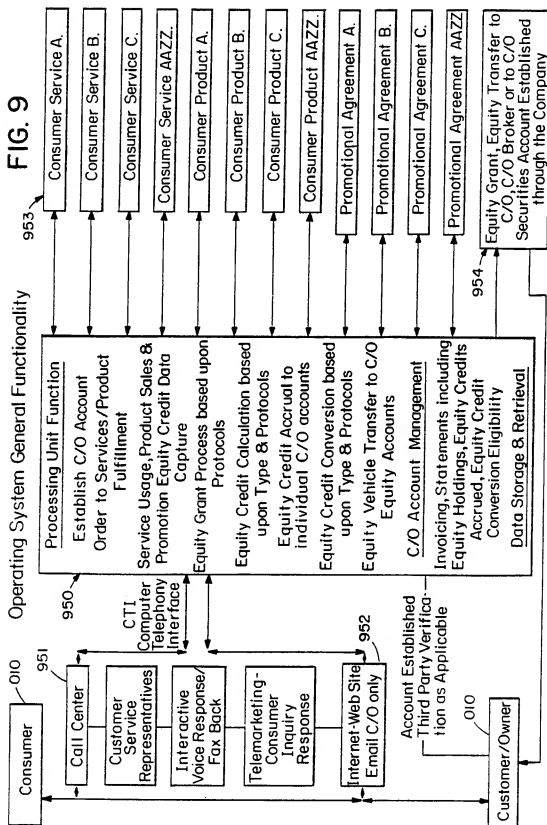 Operating System General Functionality
FIG. 9
Consumer
010
951
Call Center
CTI
Computer
Telephony
Interface
Customer
Service
Representatives
Interactive
Voice Response/
Fax Back
Telemarketing-
Consumer
Inquiry
Response
Internet-Web Site
Email C/O only
952
Account Established
Third Party Verifica-
tion as Applicable
010
Customer/Owner
950
Processing Unit Function
Establish C/O Account
Order to Services/Product
Fulfillment
Service Usage, Product Sales &
Promotion Equity Credit Data
Capture
Equity Grant Process based upon
Protocols
Equity Credit Calculation based
upon Type & Protocols
Equity Credit Accrual to
individual C/O accounts
Equity Credit Conversion based
upon Type & Protocols
Equity Vehicle Transfer to C/O
Equity Accounts
C/O Account Management
Invoicing, Statements including
Equity Holdings, Equity Credits
Accrued, Equity Credit
Conversion Eligibility
Data Storage & Retrieval
953
Consumer Service A.
Consumer Service B.
Consumer Service C.
Consumer Service AAZZ.
Consumer Product A.
Consumer Product B.
Consumer Product C.
Consumer Product AAZZ.
Promotional Agreement A.
Promotional Agreement B.
Promotional Agreement C.
Promotional Agreement AAZZ
954
Equity Grant, Equity Transfer to
C/O, C/O Broker or to C/O
Securities Account Established
through the Company